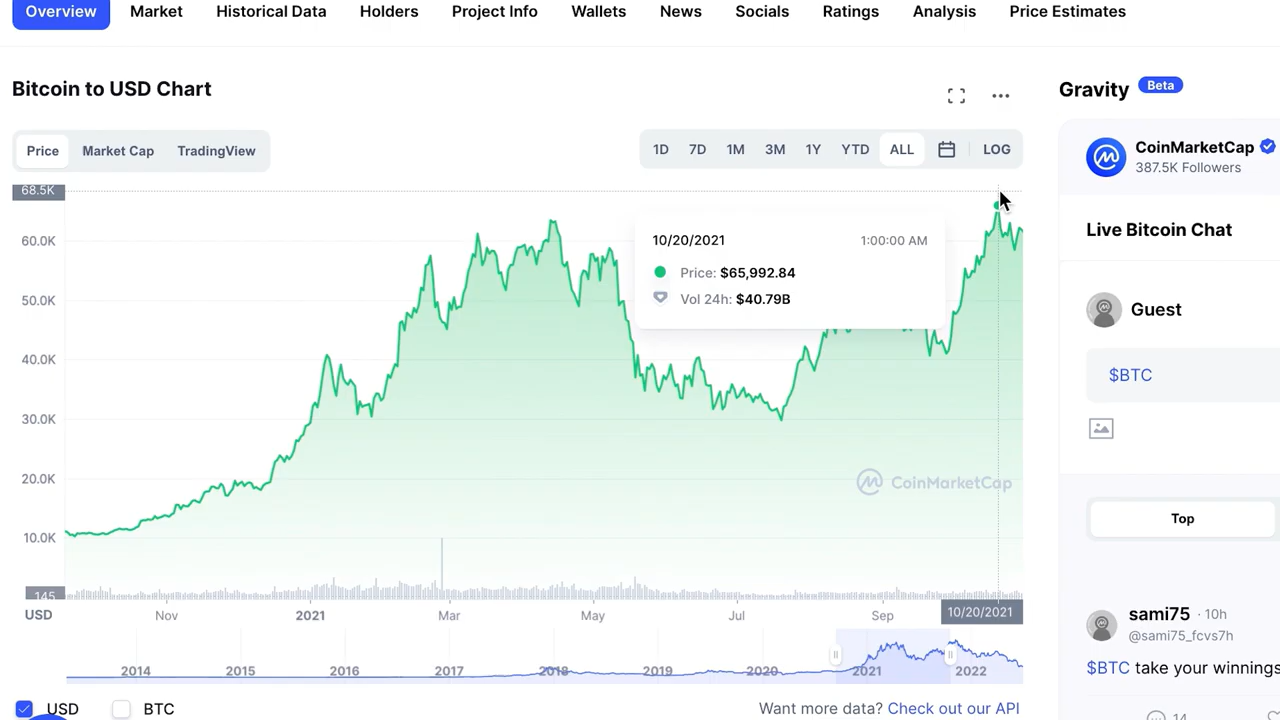 Overview Market Historical Data Holders Project Info Wallets News Socials Ratings Analysis Price Estimates
Bitcoin to USD Chart
Price Market Cap TradingView
1D 7D 1M 3M 1Y YTD ALL LOG
68.5K
60.0K
50.0K
40.0K
30.0K
20.0K
10.0K
145
10/20/2021 1:00:00 AM
Price: $65,992.84
Vol 24h: $40.79B
CoinMarketCap
USD Nov 2021 Mar May Jul Sep 10/20/2021
2014 2015 2016 2017 2018 2019 2020 2021 2022
USD BTC
Want more data? Check out our API
Gravity Beta
CoinMarketCap
387.5K Followers
Live Bitcoin Chat
Guest
$BTC
Top
sami75 · 10h
@sami75_fcvs7h
$BTC take your winnings
14